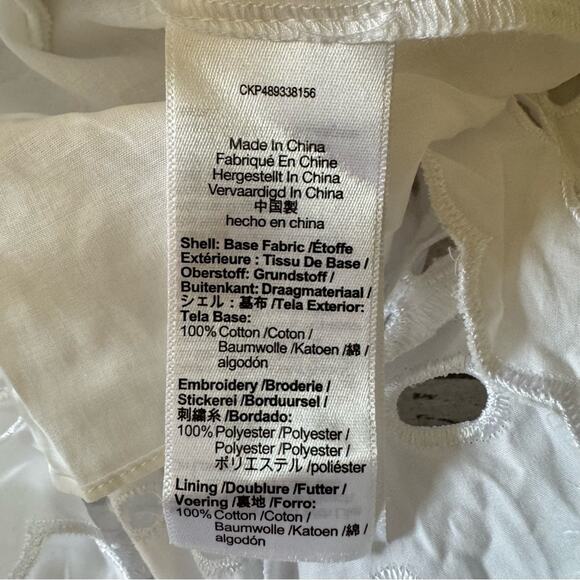 CKP489338156
Made In China
Fabriqué En Chine
Hergestellt In China
Vervaardigd In China
中国製
hecho en china
Shell: Base Fabric /Étoffe
Extérieure : Tissu De Base /
Oberstoff: Grundstoff /
Buitenkant: Draagmateriaal /
シェル：基布 /Tela Exterior:
Tela Base:
100% Cotton /Coton /
Baumwolle /Katoen /綿 /
algodón
Embroidery /Broderie /
Stickerei /Borduursel /
刺繍糸 /Bordado:
100% Polyester /Polyester /
Polyester /Polyester /
ポリエステル /poliéster
Lining /Doublure /Futter /
Voering /裏地 /Forro:
100% Cotton /Coton /
Baumwolle /Katoen /綿 /
algodón